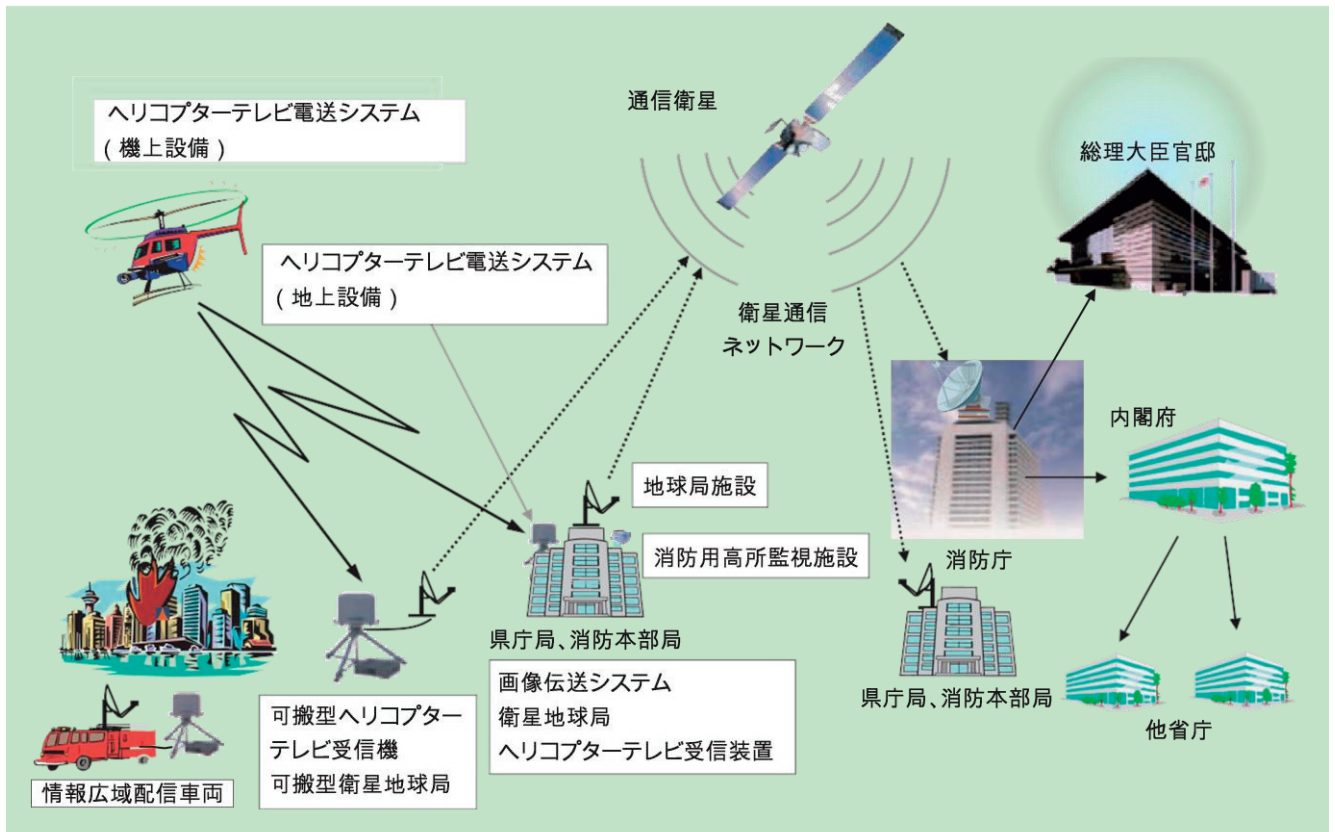 ヘリコプターテレビ電送システム
(機上設備)
通信衛星
総理大臣官邸
ヘリコプターテレビ電送システム
(地上設備)
衛星通信
ネットワーク
内閣府
地球局施設
消防用高所監視施設
消防庁
県庁局、消防本部局
画像伝送システム
衛星地球局
ヘリコプターテレビ受信装置
県庁局、消防本部局
他省庁
可搬型ヘリコプター
テレビ受信機
可搬型衛星地球局
情報広域配信車両